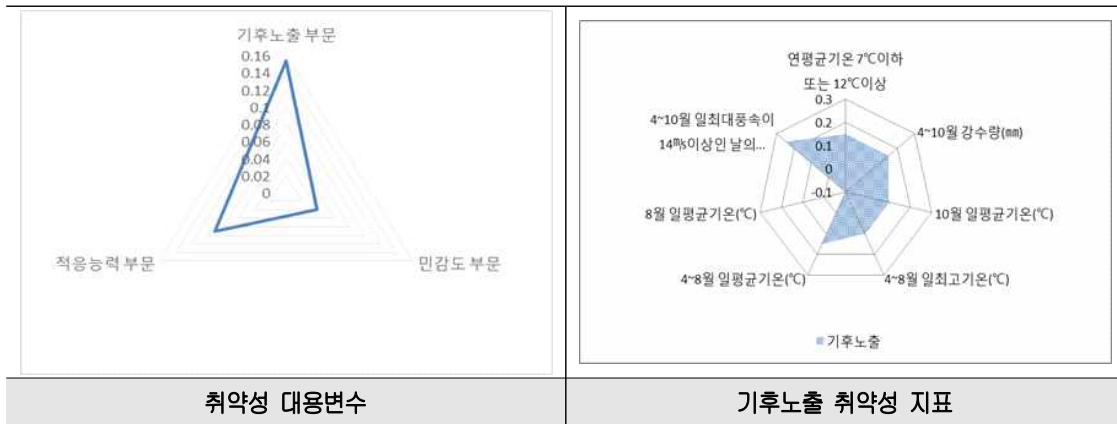 기후노출 부문
0.16
0.14
0.12
0.1
0.08
0.06
0.04
0.02
0
적응능력 부문
민감도 부문
취약성 대용변수
연평균기온 7℃이하
또는 12℃이상
0.3
0.2
0.1
0
-0.1
4~10월 일최대풍속이
14㎧이상인 날의...
4~10월 강수량(㎜)
8월 일평균기온(℃)
10월 일평균기온(℃)
4~8월 일평균기온(℃)
4~8월 일최고기온(℃)
기후노출
기후노출 취약성 지표